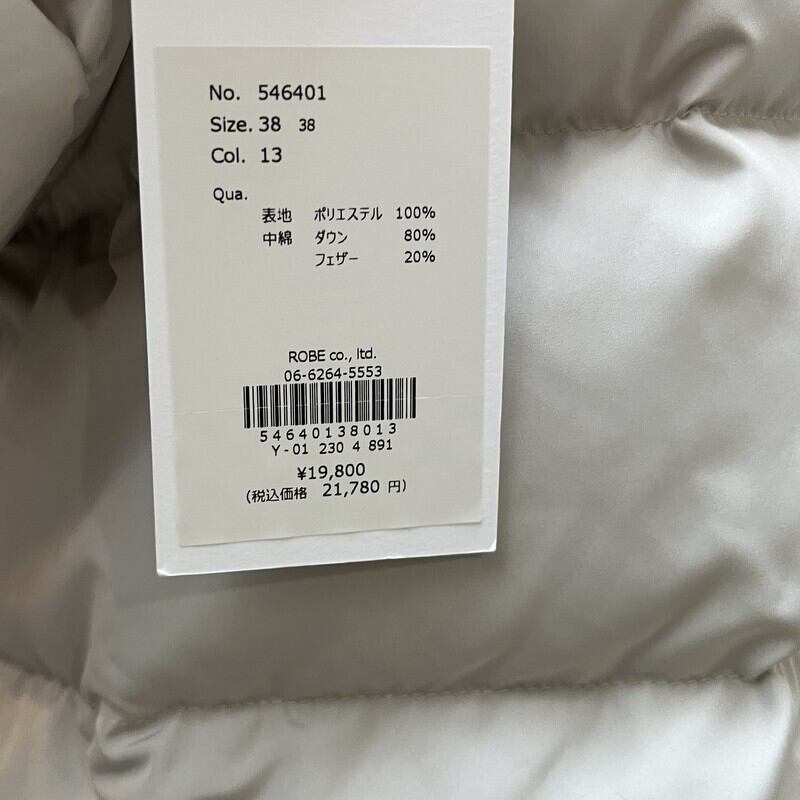 No. 546401
Size. 38 38
Col. 13
Qua.
表地 ポリエステル 100%
中綿 ダウン 80%
フェザー 20%
ROBE co., ltd.
06-6264-5553
54640138013
Y-01 230 4 891
¥19,800
(税込価格 21,780 円)